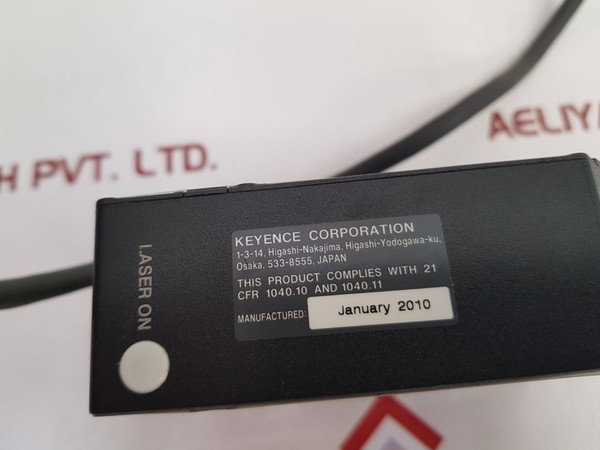 H PVT. LTD.
AELIYA
LASER ON
KEYENCE CORPORATION
1-3-14, Higashi-Nakajima, Higashi-Yodogawa-ku,
Osaka, 533-8555, JAPAN
THIS PRODUCT COMPLIES WITH 21
CFR 1040.10 AND 1040.11
MANUFACTURED: January 2010